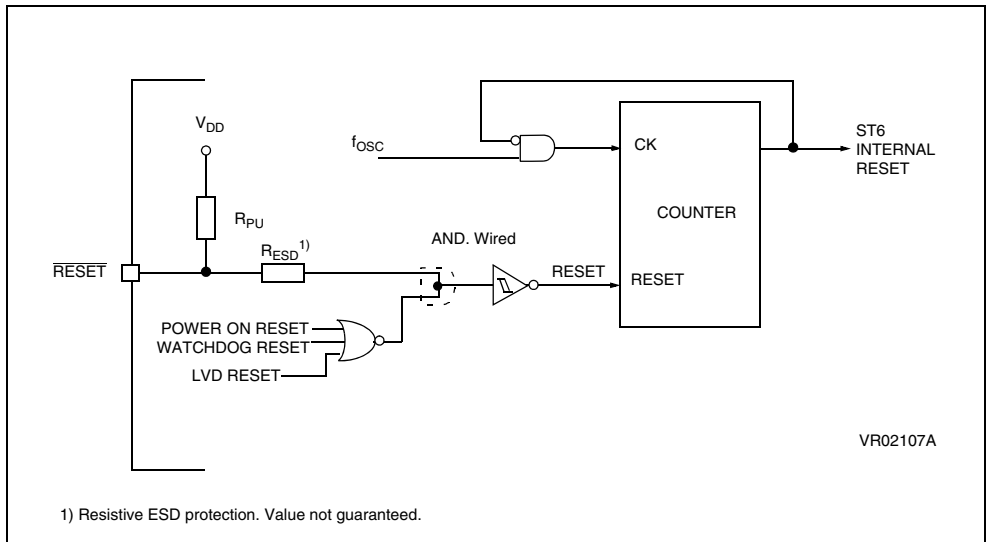 V_DD
f_OSC
CK
ST6
INTERNAL
RESET
R_PU
COUNTER
AND. Wired
R_ESD 1)
RESET
RESET
RESET
POWER ON RESET
WATCHDOG RESET
LVD RESET
VR02107A
1) Resistive ESD protection. Value not guaranteed.